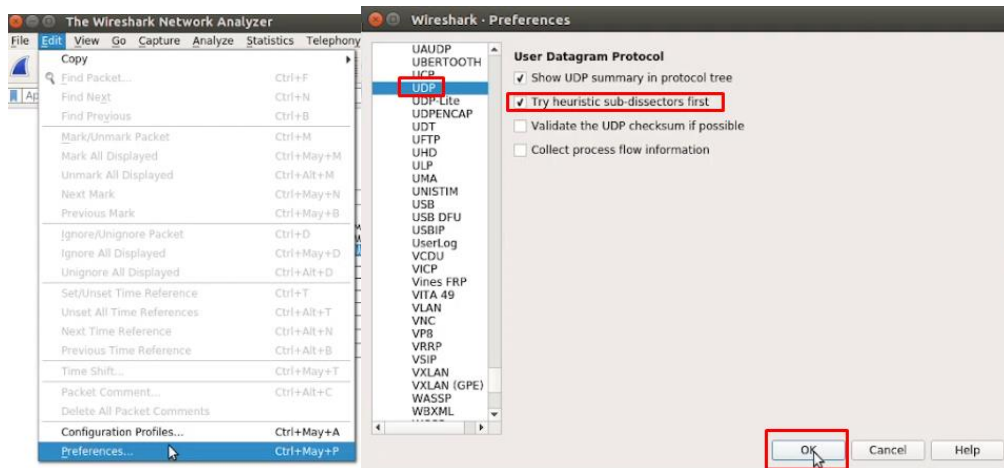 The Wireshark Network Analyzer
File Edit View Go Capture Analyze Statistics Telephony
Ap
Copy
Find Packet... Ctrl+F
Find Next Ctrl+N
Find Previous Ctrl+B
Mark/Unmark Packet Ctrl+M
Mark All Displayed Ctrl+May+M
Unmark All Displayed Ctrl+Alt+M
Next Mark Ctrl+May+N
Previous Mark Ctrl+May+B
Ignore/Unignore Packet Ctrl+D
Ignore All Displayed Ctrl+May+D
Unignore All Displayed Ctrl+Alt+D
Set/Unset Time Reference Ctrl+T
Unset All Time References Ctrl+Alt+T
Next Time Reference Ctrl+Alt+N
Previous Time Reference Ctrl+Alt+B
Time Shift... Ctrl+May+T
Packet Comment... Ctrl+Alt+C
Delete All Packet Comments
Configuration Profiles... Ctrl+May+A
Preferences... Ctrl+May+P
Wireshark · Preferences
UAUDP
UBERTOOTH
UCP
UDP
UDP-Lite
UDPENCAP
UDT
UFTP
UHD
ULP
UMA
UNISTIM
USB
USB DFU
USBIP
UserLog
VCDU
VICP
Vines FRP
VITA 49
VLAN
VNC
VP8
VRRP
VSIP
VXLAN
VXLAN (GPE)
WASSP
WBXML
User Datagram Protocol
Show UDP summary in protocol tree
Try heuristic sub-dissectors first
Validate the UDP checksum if possible
Collect process flow information
OK Cancel Help